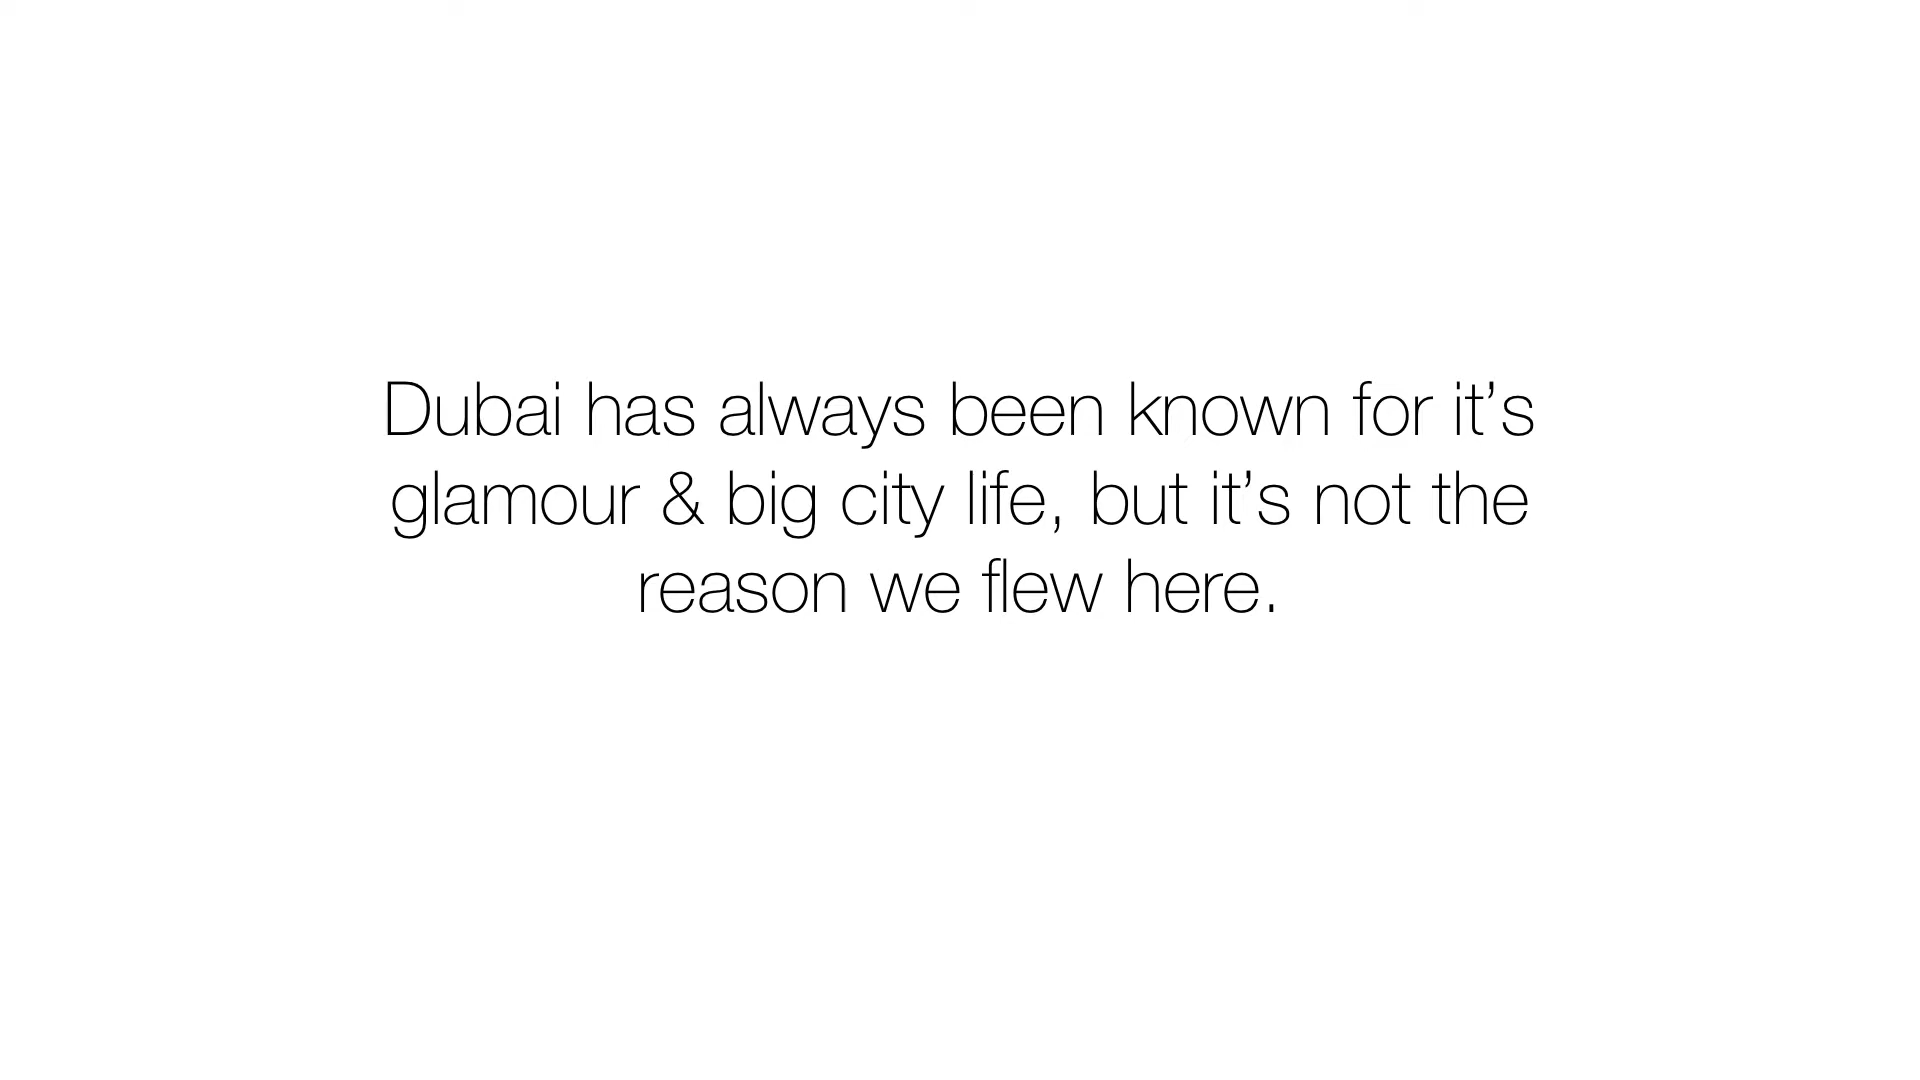 Dubai has always been known for it’s
glamour & big city life, but it’s not the
reason we flew here.